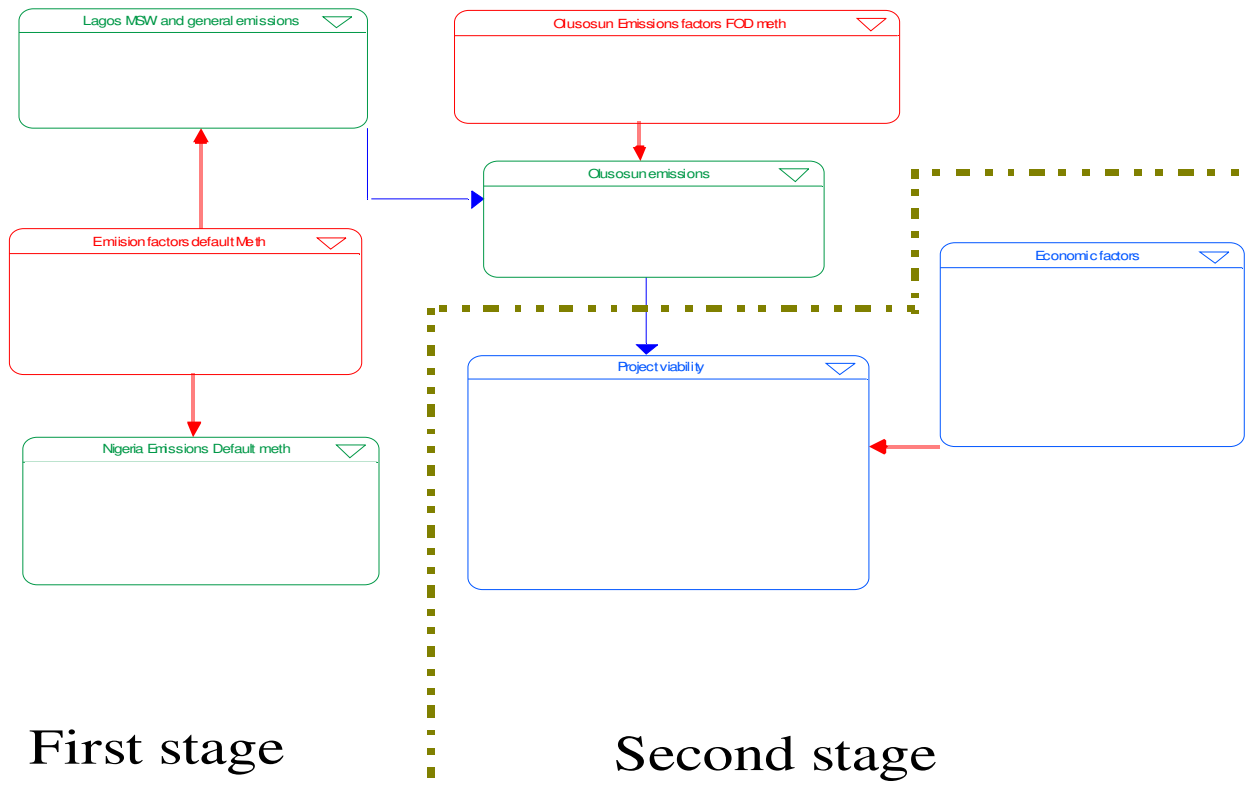 Lagos MSW and general emissions
Olusosun Emissions factors FOD meth
Olusosun emissions
Emiision factors default Meth
Economic factors
Project viability
Nigeria Emissions Default meth
First stage
Second stage